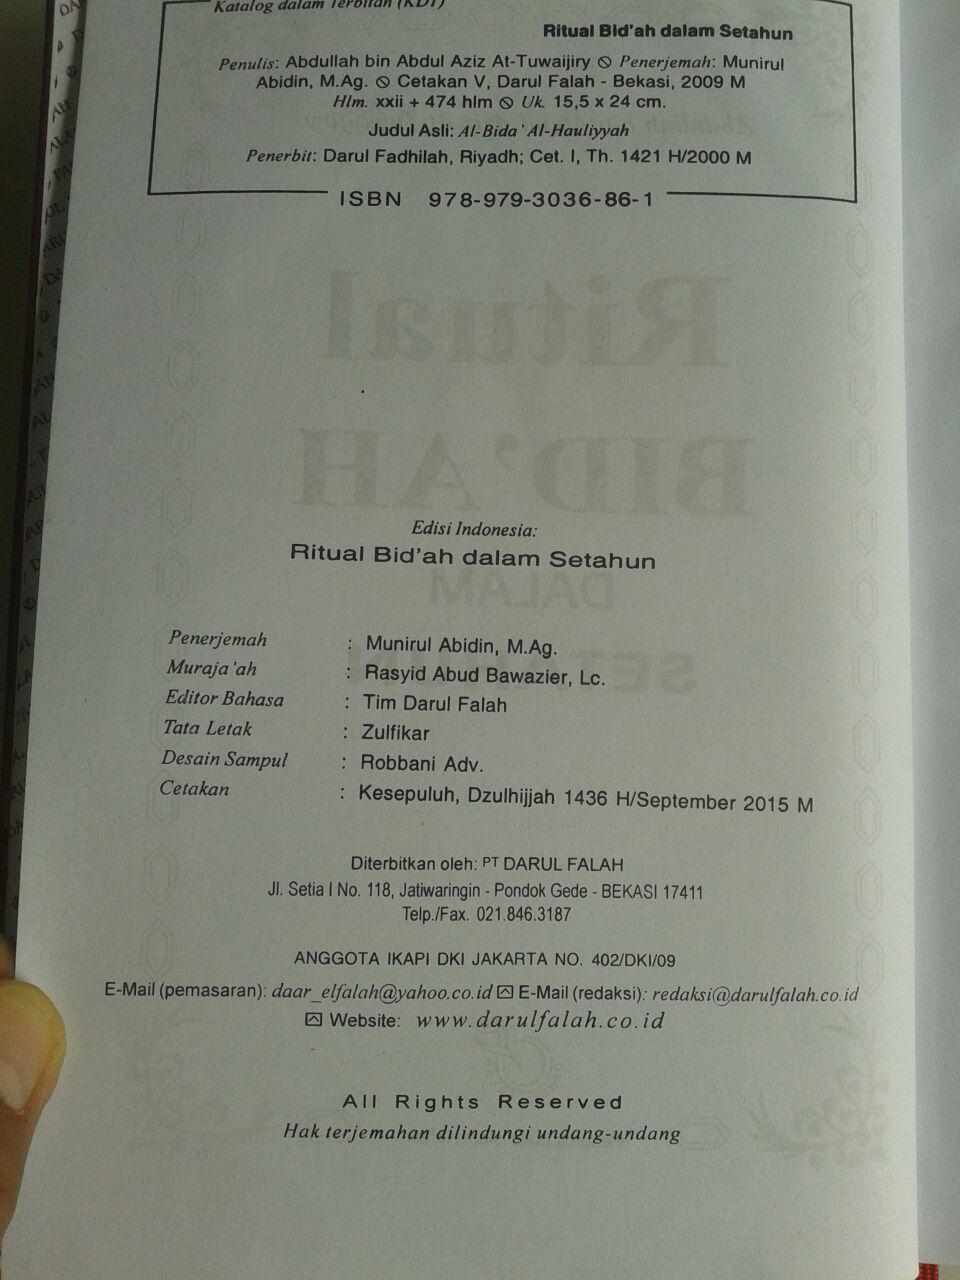 Katalog dalam Terbitan (KDT)
Ritual Bid'ah dalam Setahun
Penulis: Abdullah bin Abdul Aziz At-Tuwaijiry ⦸ Penerjemah: Munirul
Abidin, M.Ag. ⦸ Cetakan V, Darul Falah - Bekasi, 2009 M
Hlm. xxii + 474 hlm ⦸ Uk. 15,5 x 24 cm.
Judul Asli: Al-Bida' Al-Hauliyyah
Penerbit: Darul Fadhilah, Riyadh; Cet. I, Th. 1421 H/2000 M
ISBN 978-979-3036-86-1
Ritual
BID'AH
Edisi Indonesia:
Ritual Bid'ah dalam Setahun
DALAM
Penerjemah : Munirul Abidin, M.Ag.
Muraja'ah : Rasyid Abud Bawazier, Lc.
Editor Bahasa : Tim Darul Falah
Tata Letak : Zulfikar
Desain Sampul : Robbani Adv.
Cetakan : Kesepuluh, Dzulhijjah 1436 H/September 2015 M
Diterbitkan oleh: PT DARUL FALAH
Jl. Setia I No. 118, Jatiwaringin - Pondok Gede - BEKASI 17411
Telp./Fax. 021.846.3187
ANGGOTA IKAPI DKI JAKARTA NO. 402/DKI/09
E-Mail (pemasaran): daar_elfalah@yahoo.co.id E-Mail (redaksi): redaksi@darulfalah.co.id
Website: www.darulfalah.co.id
All Rights Reserved
Hak terjemahan dilindungi undang-undang